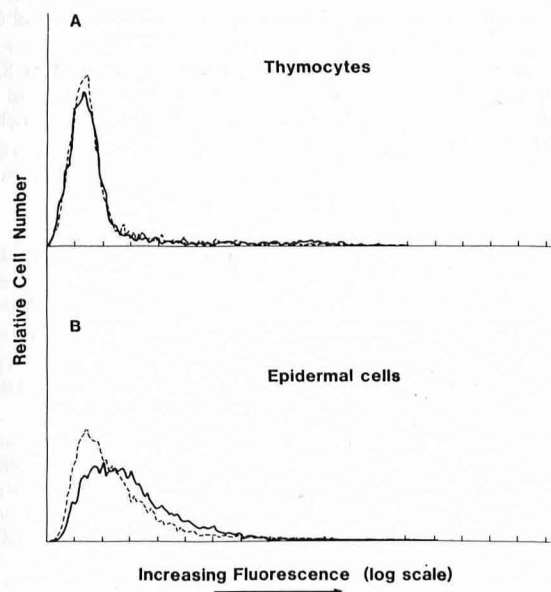 A
Thymocytes
Relative Cell Number
B
Epidermal cells
Increasing Fluorescence (log scale)